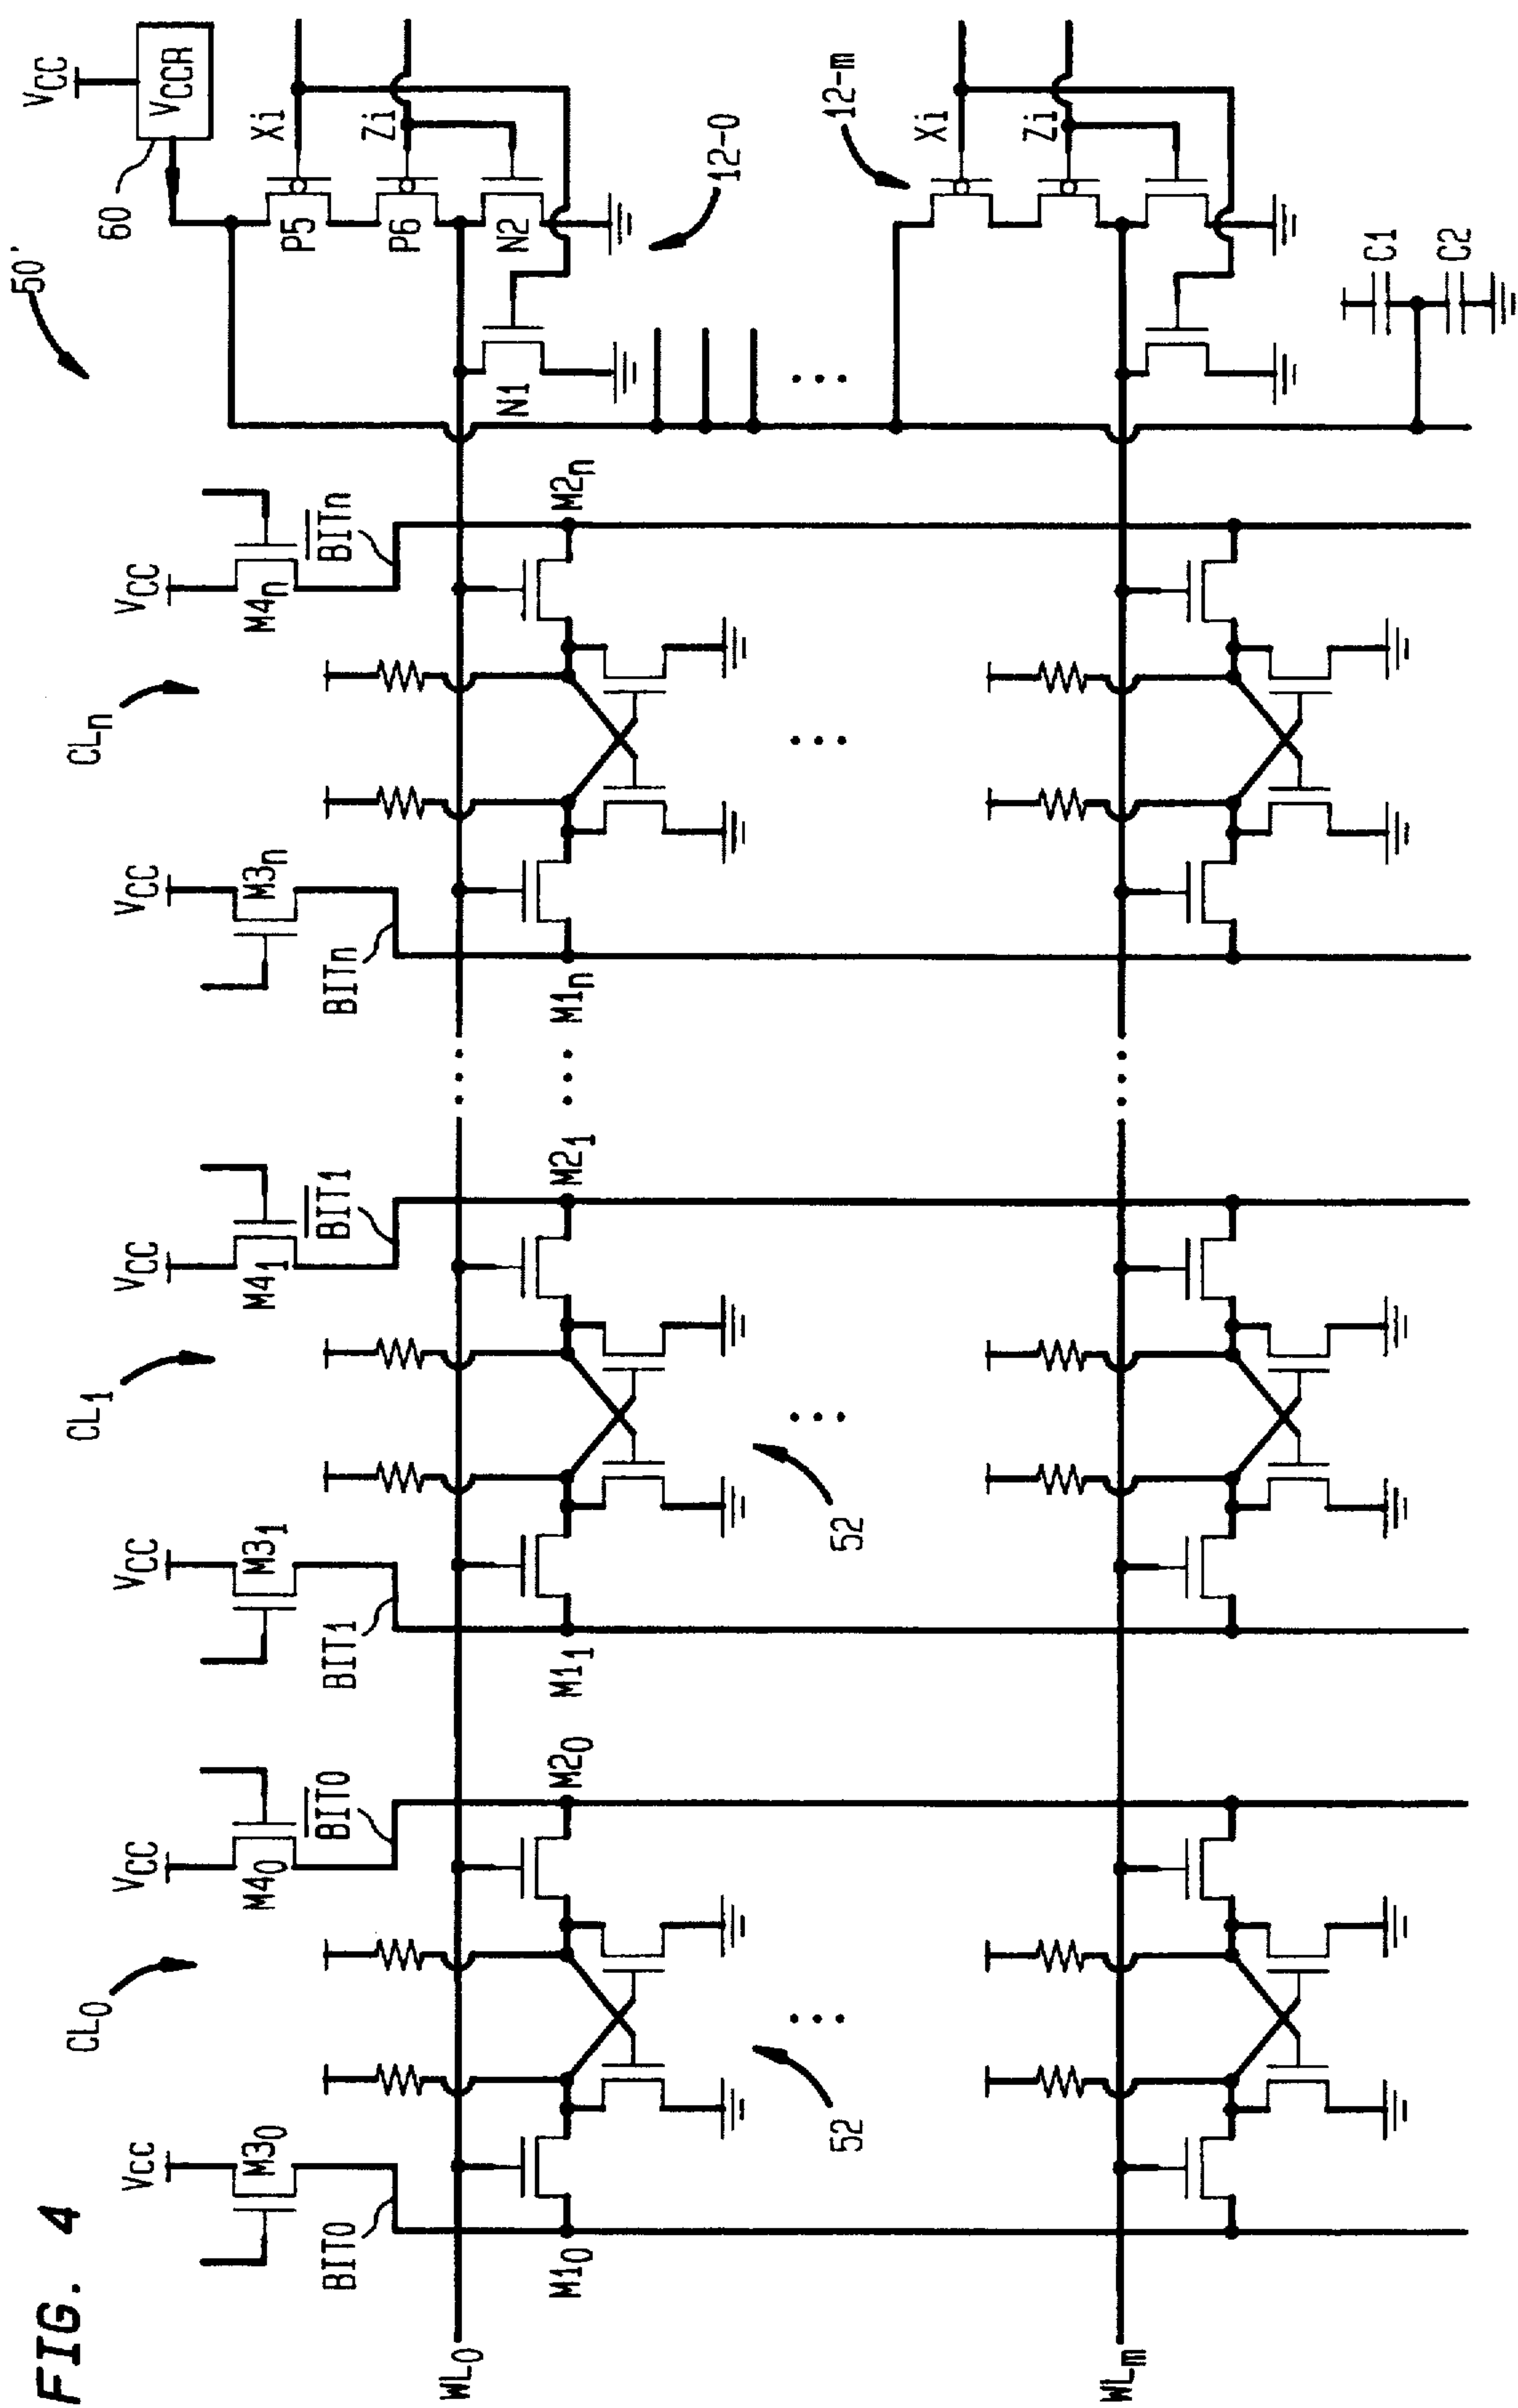 FIG. 4
50'
CL0
CL1
CLn
VCC
VCC
VCC
VCC
VCC
VCC
VCC
60
VCCR
M30
M40
M31
M41
M3n
M4n
BIT0
BIT0
BIT1
BIT1
BITn
BITn
P5
Xi
P6
Zi
N2
WL0
N1
M10
M20
M11
M21
M1n
M2n
12-0
52
52
12-m
Xi
Zi
WLm
C1
C2